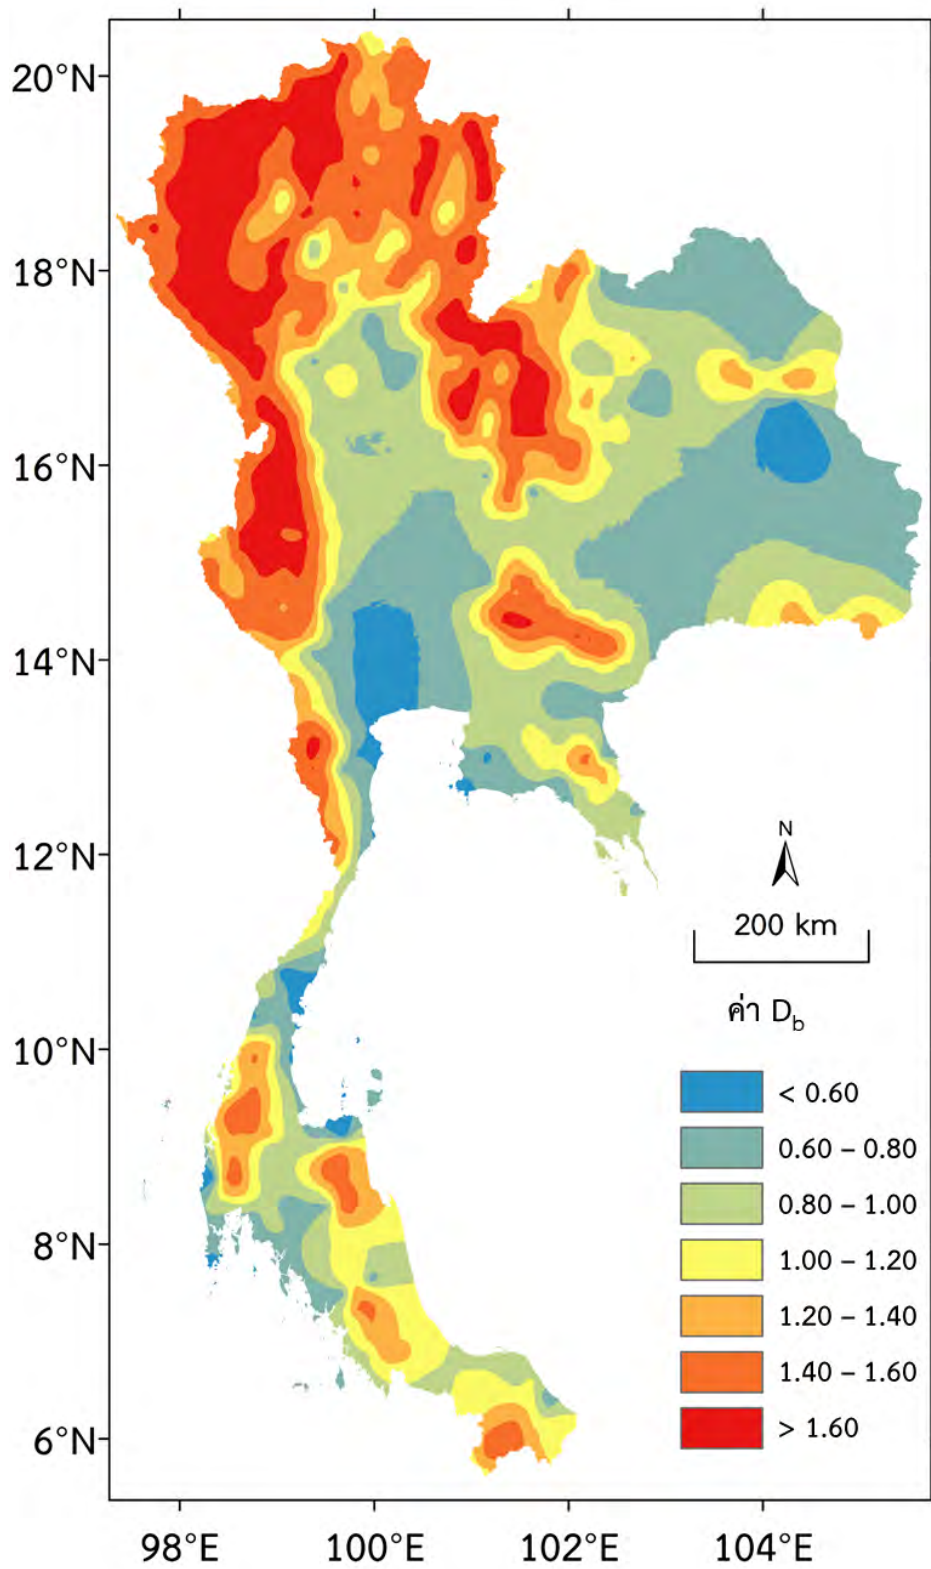 20°N
18°N
16°N
14°N
12°N
10°N
8°N
6°N
98°E
100°E
102°E
104°E
N
200 km
ค่า D_b
< 0.60
0.60 – 0.80
0.80 – 1.00
1.00 – 1.20
1.20 – 1.40
1.40 – 1.60
> 1.60